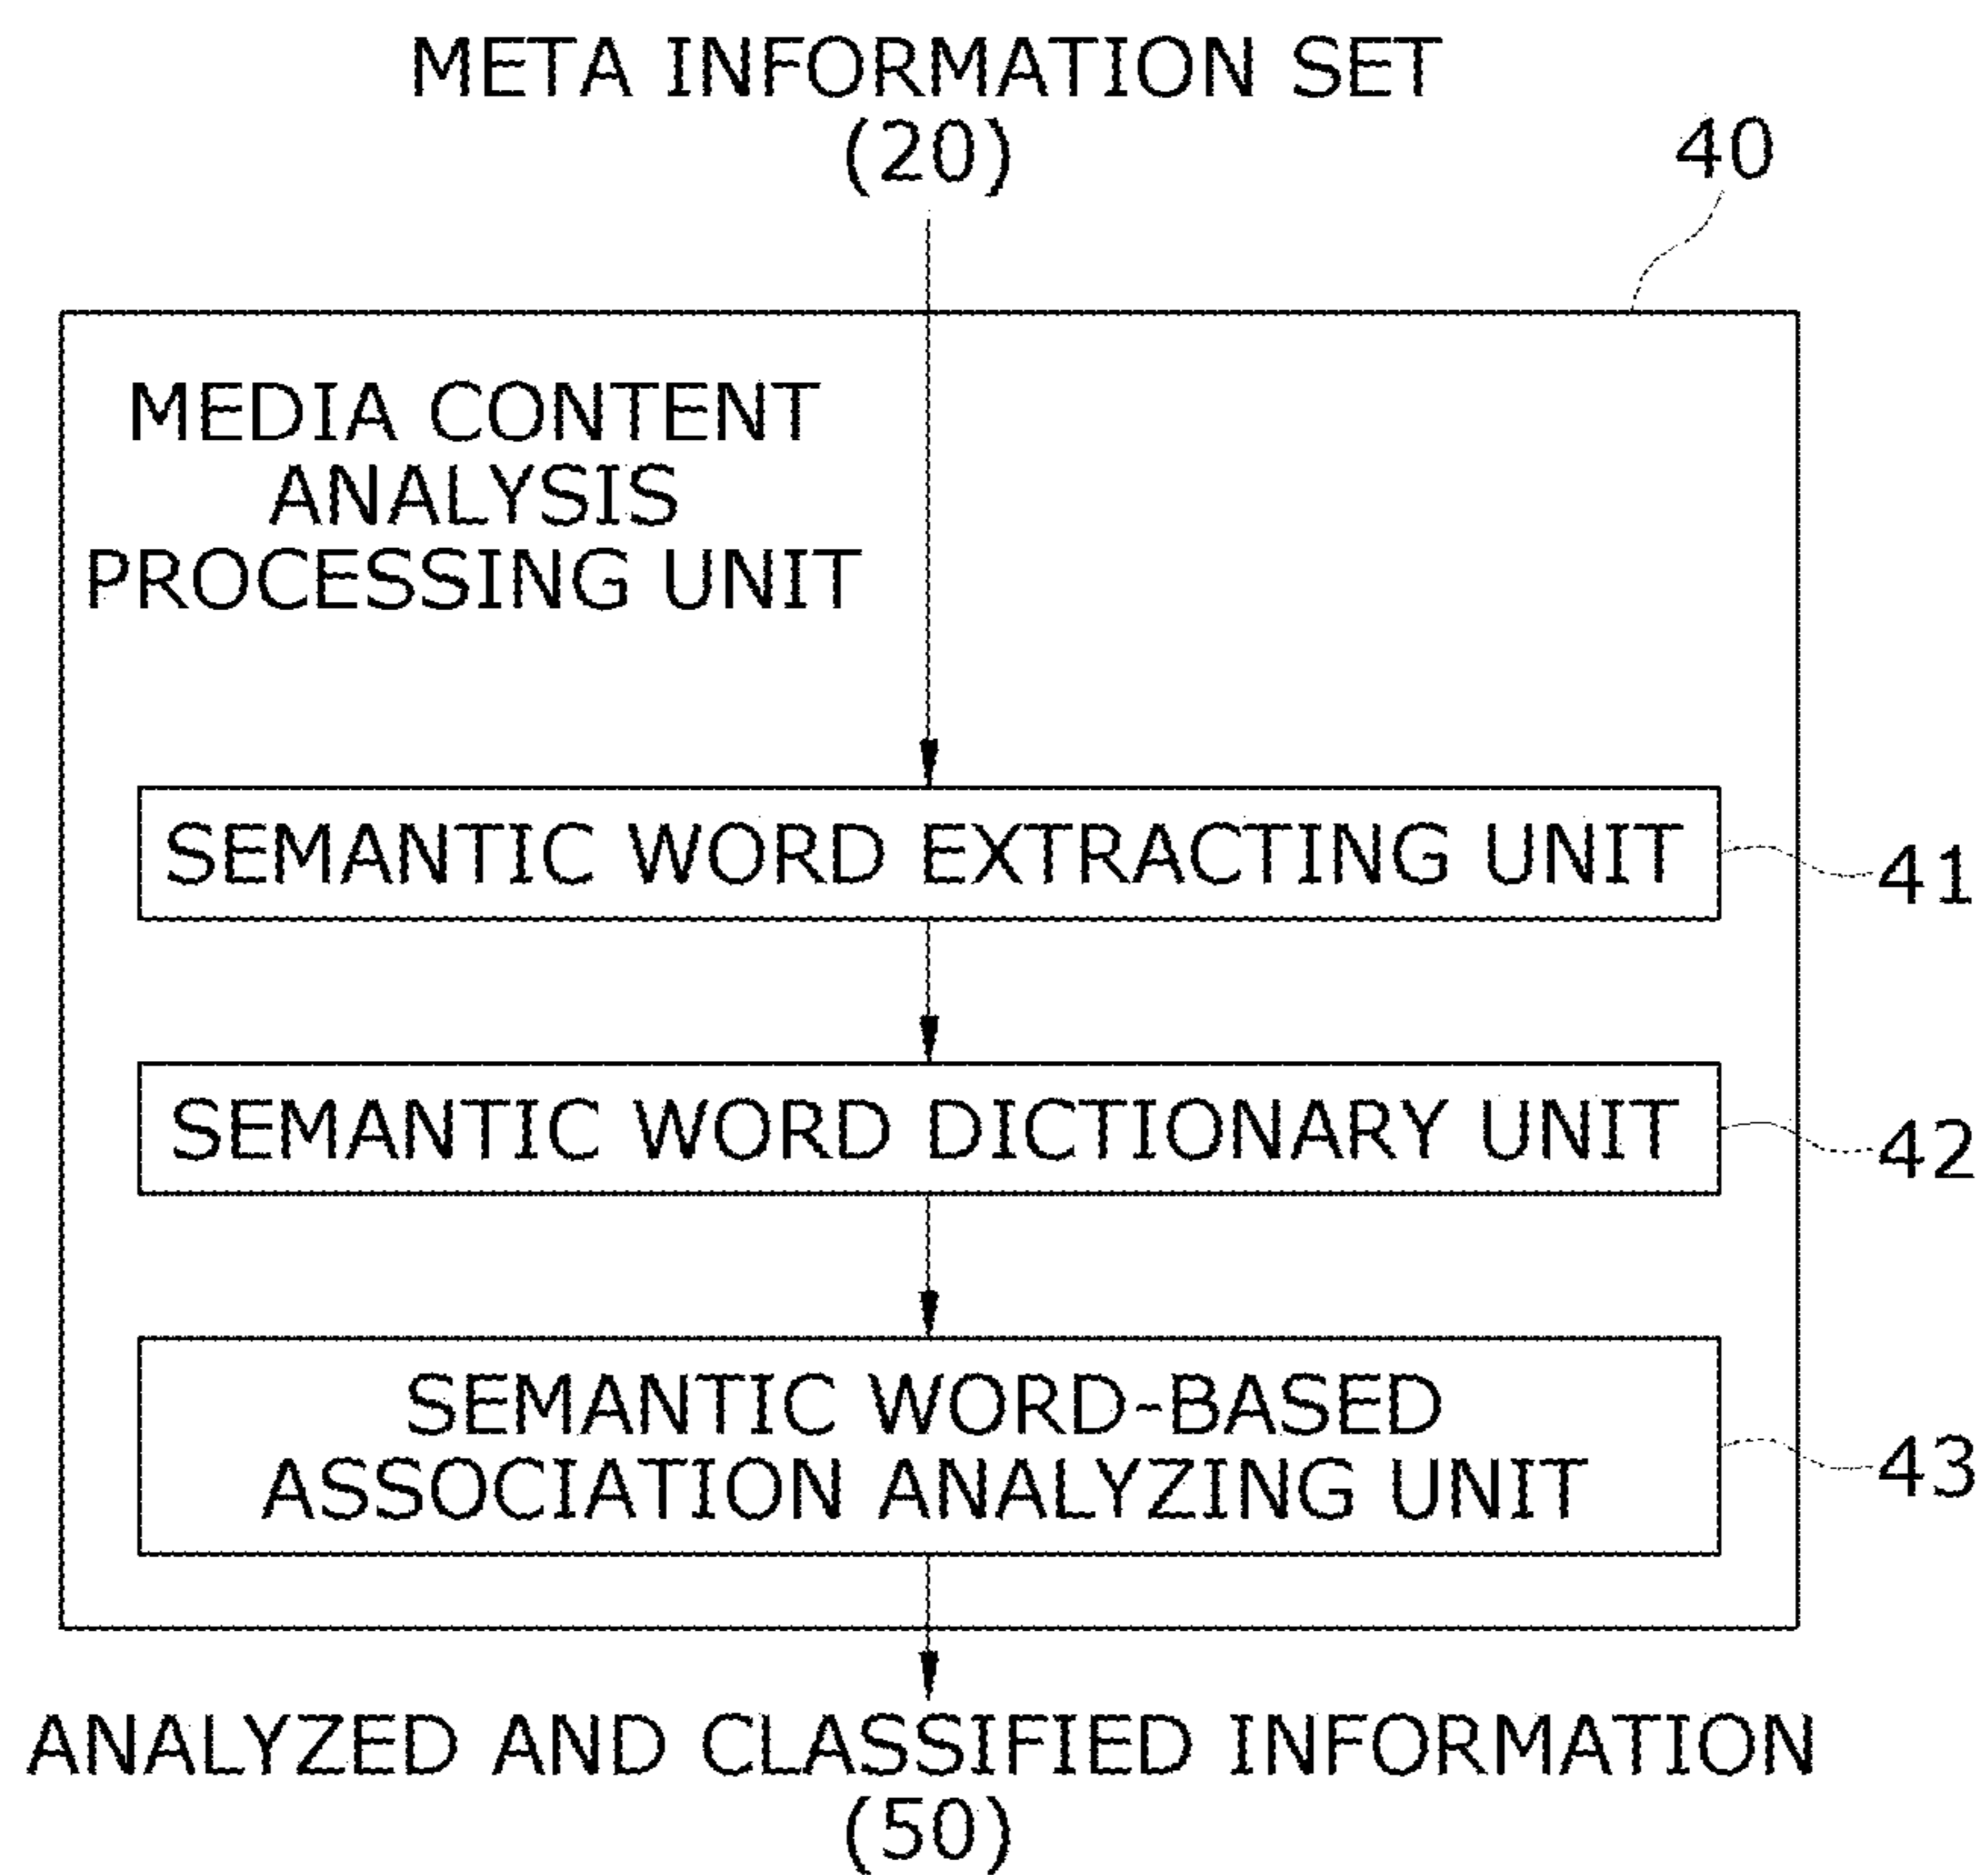 META INFORMATION SET
(20)
40
MEDIA CONTENT
ANALYSIS
PROCESSING UNIT
SEMANTIC WORD EXTRACTING UNIT
41
SEMANTIC WORD DICTIONARY UNIT
42
SEMANTIC WORD-BASED
ASSOCIATION ANALYZING UNIT
43
ANALYZED AND CLASSIFIED INFORMATION
(50)